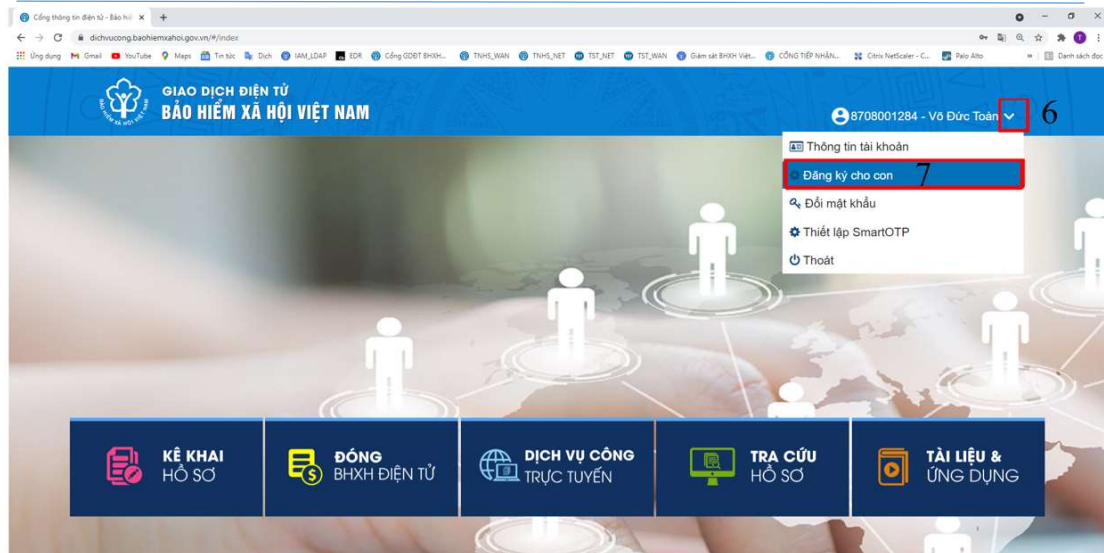 Cổng thông tin điện tử - Bảo hiể
dichvucong.baohiemxahoi.gov.vn/#/index
Ứng dụng Gmail YouTube Maps Tin tức Dịch IAM_LDAP EDR Cổng GDĐT BHXH... TNHS_WAN TNHS_NET TST_NET TST_WAN Giám sát BHXH Việt... CỔNG TIẾP NHẬN... Citrix NetScaler - C... Palo Alto Danh sách đọc
GIAO DỊCH ĐIỆN TỬ
BẢO HIỂM XÃ HỘI VIỆT NAM
8708001284 - Võ Đức Toàn 6
Thông tin tài khoản
Đăng ký cho con 7
Đổi mật khẩu
Thiết lập SmartOTP
Thoát
KÊ KHAI
HỒ SƠ
ĐÓNG
BHXH ĐIỆN TỬ
DỊCH VỤ CÔNG
TRỰC TUYẾN
TRA CỨU
HỒ SƠ
TÀI LIỆU &
ỨNG DỤNG